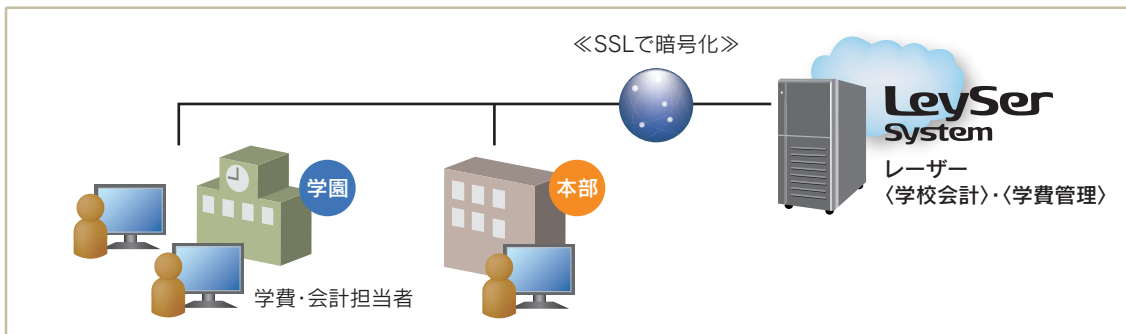 ≪SSLで暗号化≫
LeySer
System
レーザー
〈学校会計〉・〈学費管理〉
学園
本部
学費・会計担当者